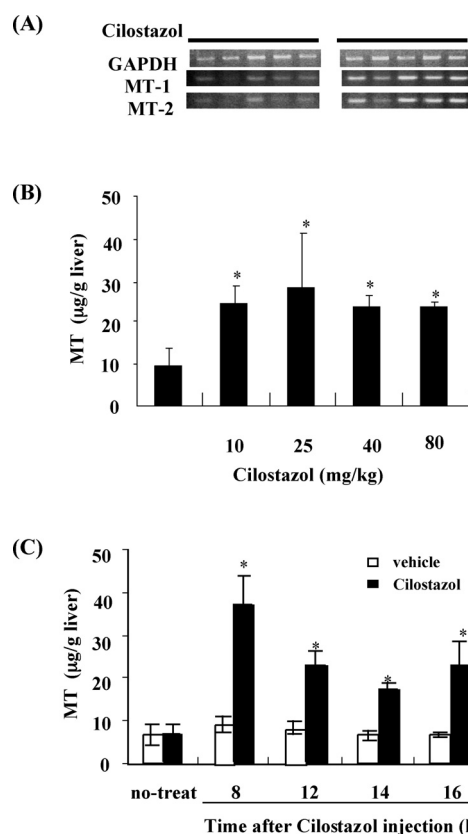 (A)
Cilostazol
GAPDH
MT-1
MT-2
(B)
50
40
30
20
10
0
MT (µg/g liver)
*
*
*
*
10 25 40 80
Cilostazol (mg/kg)
(C)
50
40
30
20
10
0
MT (µg/g liver)
vehicle
Cilostazol
*
*
*
*
no-treat 8 12 14 16
Time after Cilostazol injection (